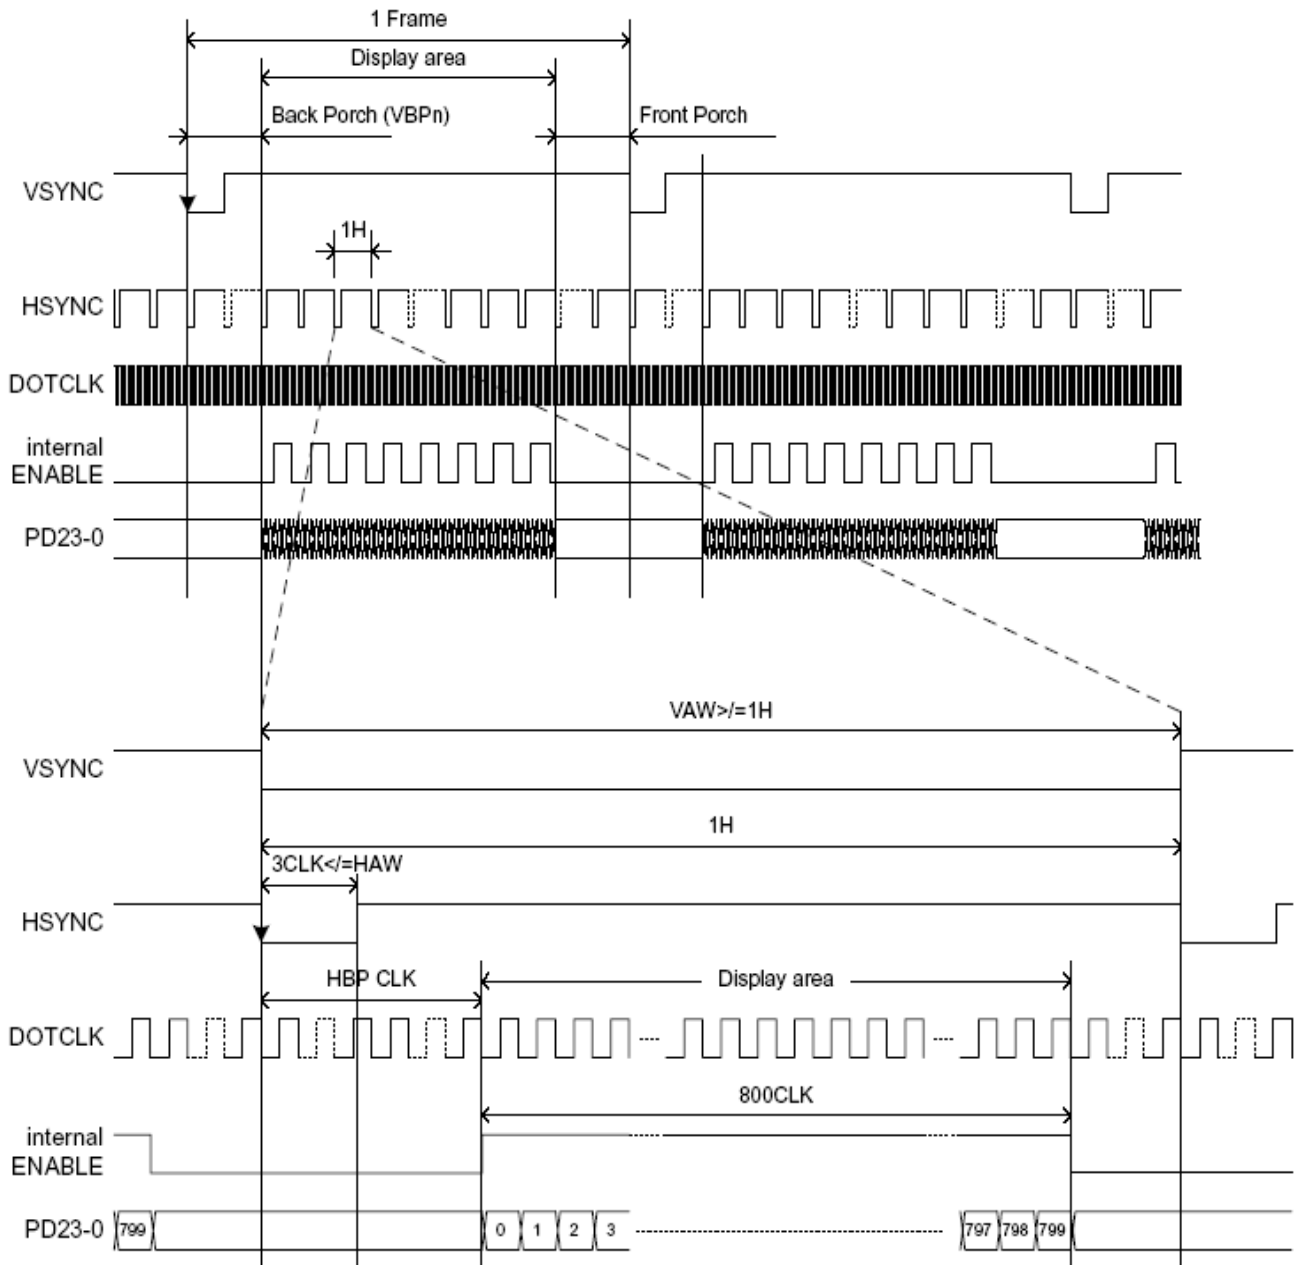 1 Frame
Display area
Back Porch (VBPn)
Front Porch
VSYNC
1H
HSYNC
DOTCLK
internal
ENABLE
PD23-0
VAW>/=1H
VSYNC
1H
3CLK</=HAW
HSYNC
HBP CLK
Display area
DOTCLK
800CLK
internal
ENABLE
PD23-0 799 0 1 2 3 797 798 799